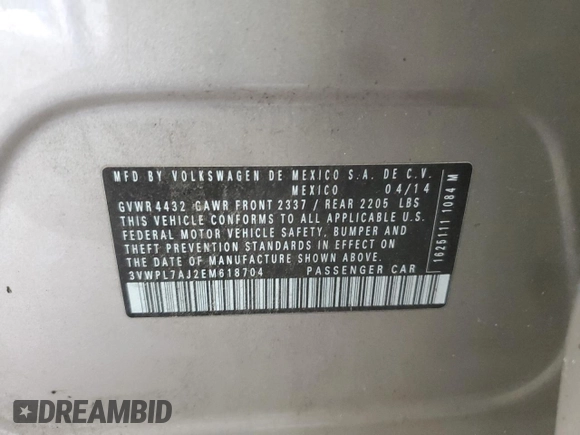 MFD BY VOLKSWAGEN DE MEXICO S.A. DE C.V.
MEXICO 04/14
GVWR 4432 GAWR FRONT 2337 / REAR 2205 LBS
THIS VEHICLE CONFORMS TO ALL APPLICABLE U.S.
FEDERAL MOTOR VEHICLE SAFETY, BUMPER AND
THEFT PREVENTION STANDARDS IN EFFECT ON
THE DATE OF MANUFACTURE SHOWN ABOVE.
3VWPL7AJ2EM618704 PASSENGER CAR
1625111 1084 M
DREAMBID